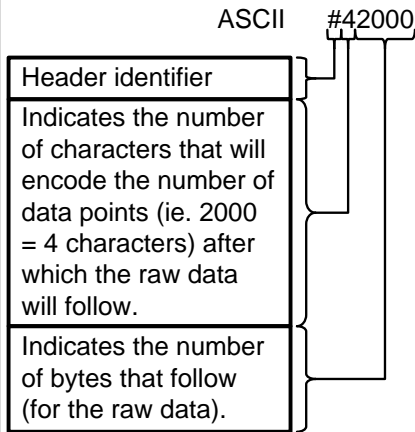 ASCII #42000
Header identifier
Indicates the number
of characters that will
encode the number of
data points (ie. 2000
= 4 characters) after
which the raw data
will follow.
Indicates the number
of bytes that follow
(for the raw data).